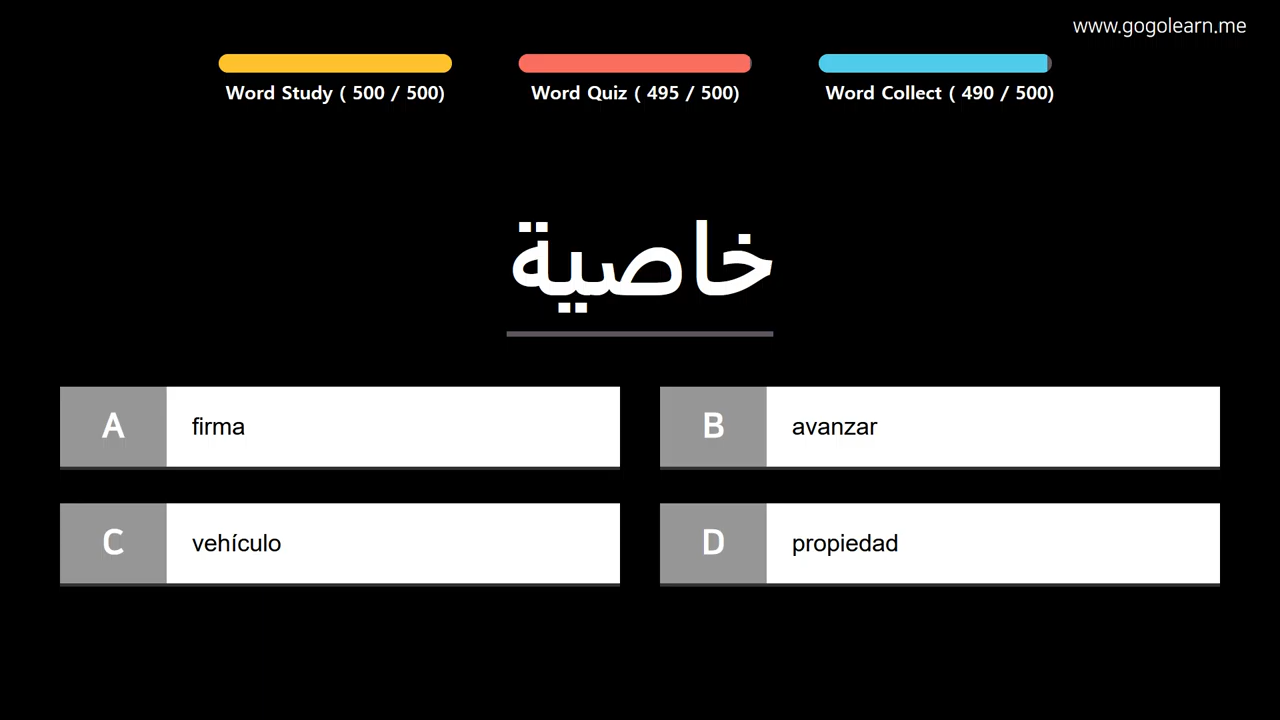 www.gogolearn.me
Word Study ( 500 / 500)
Word Quiz ( 495 / 500)
Word Collect ( 490 / 500)
خاصية
A firma
B avanzar
C vehículo
D propiedad